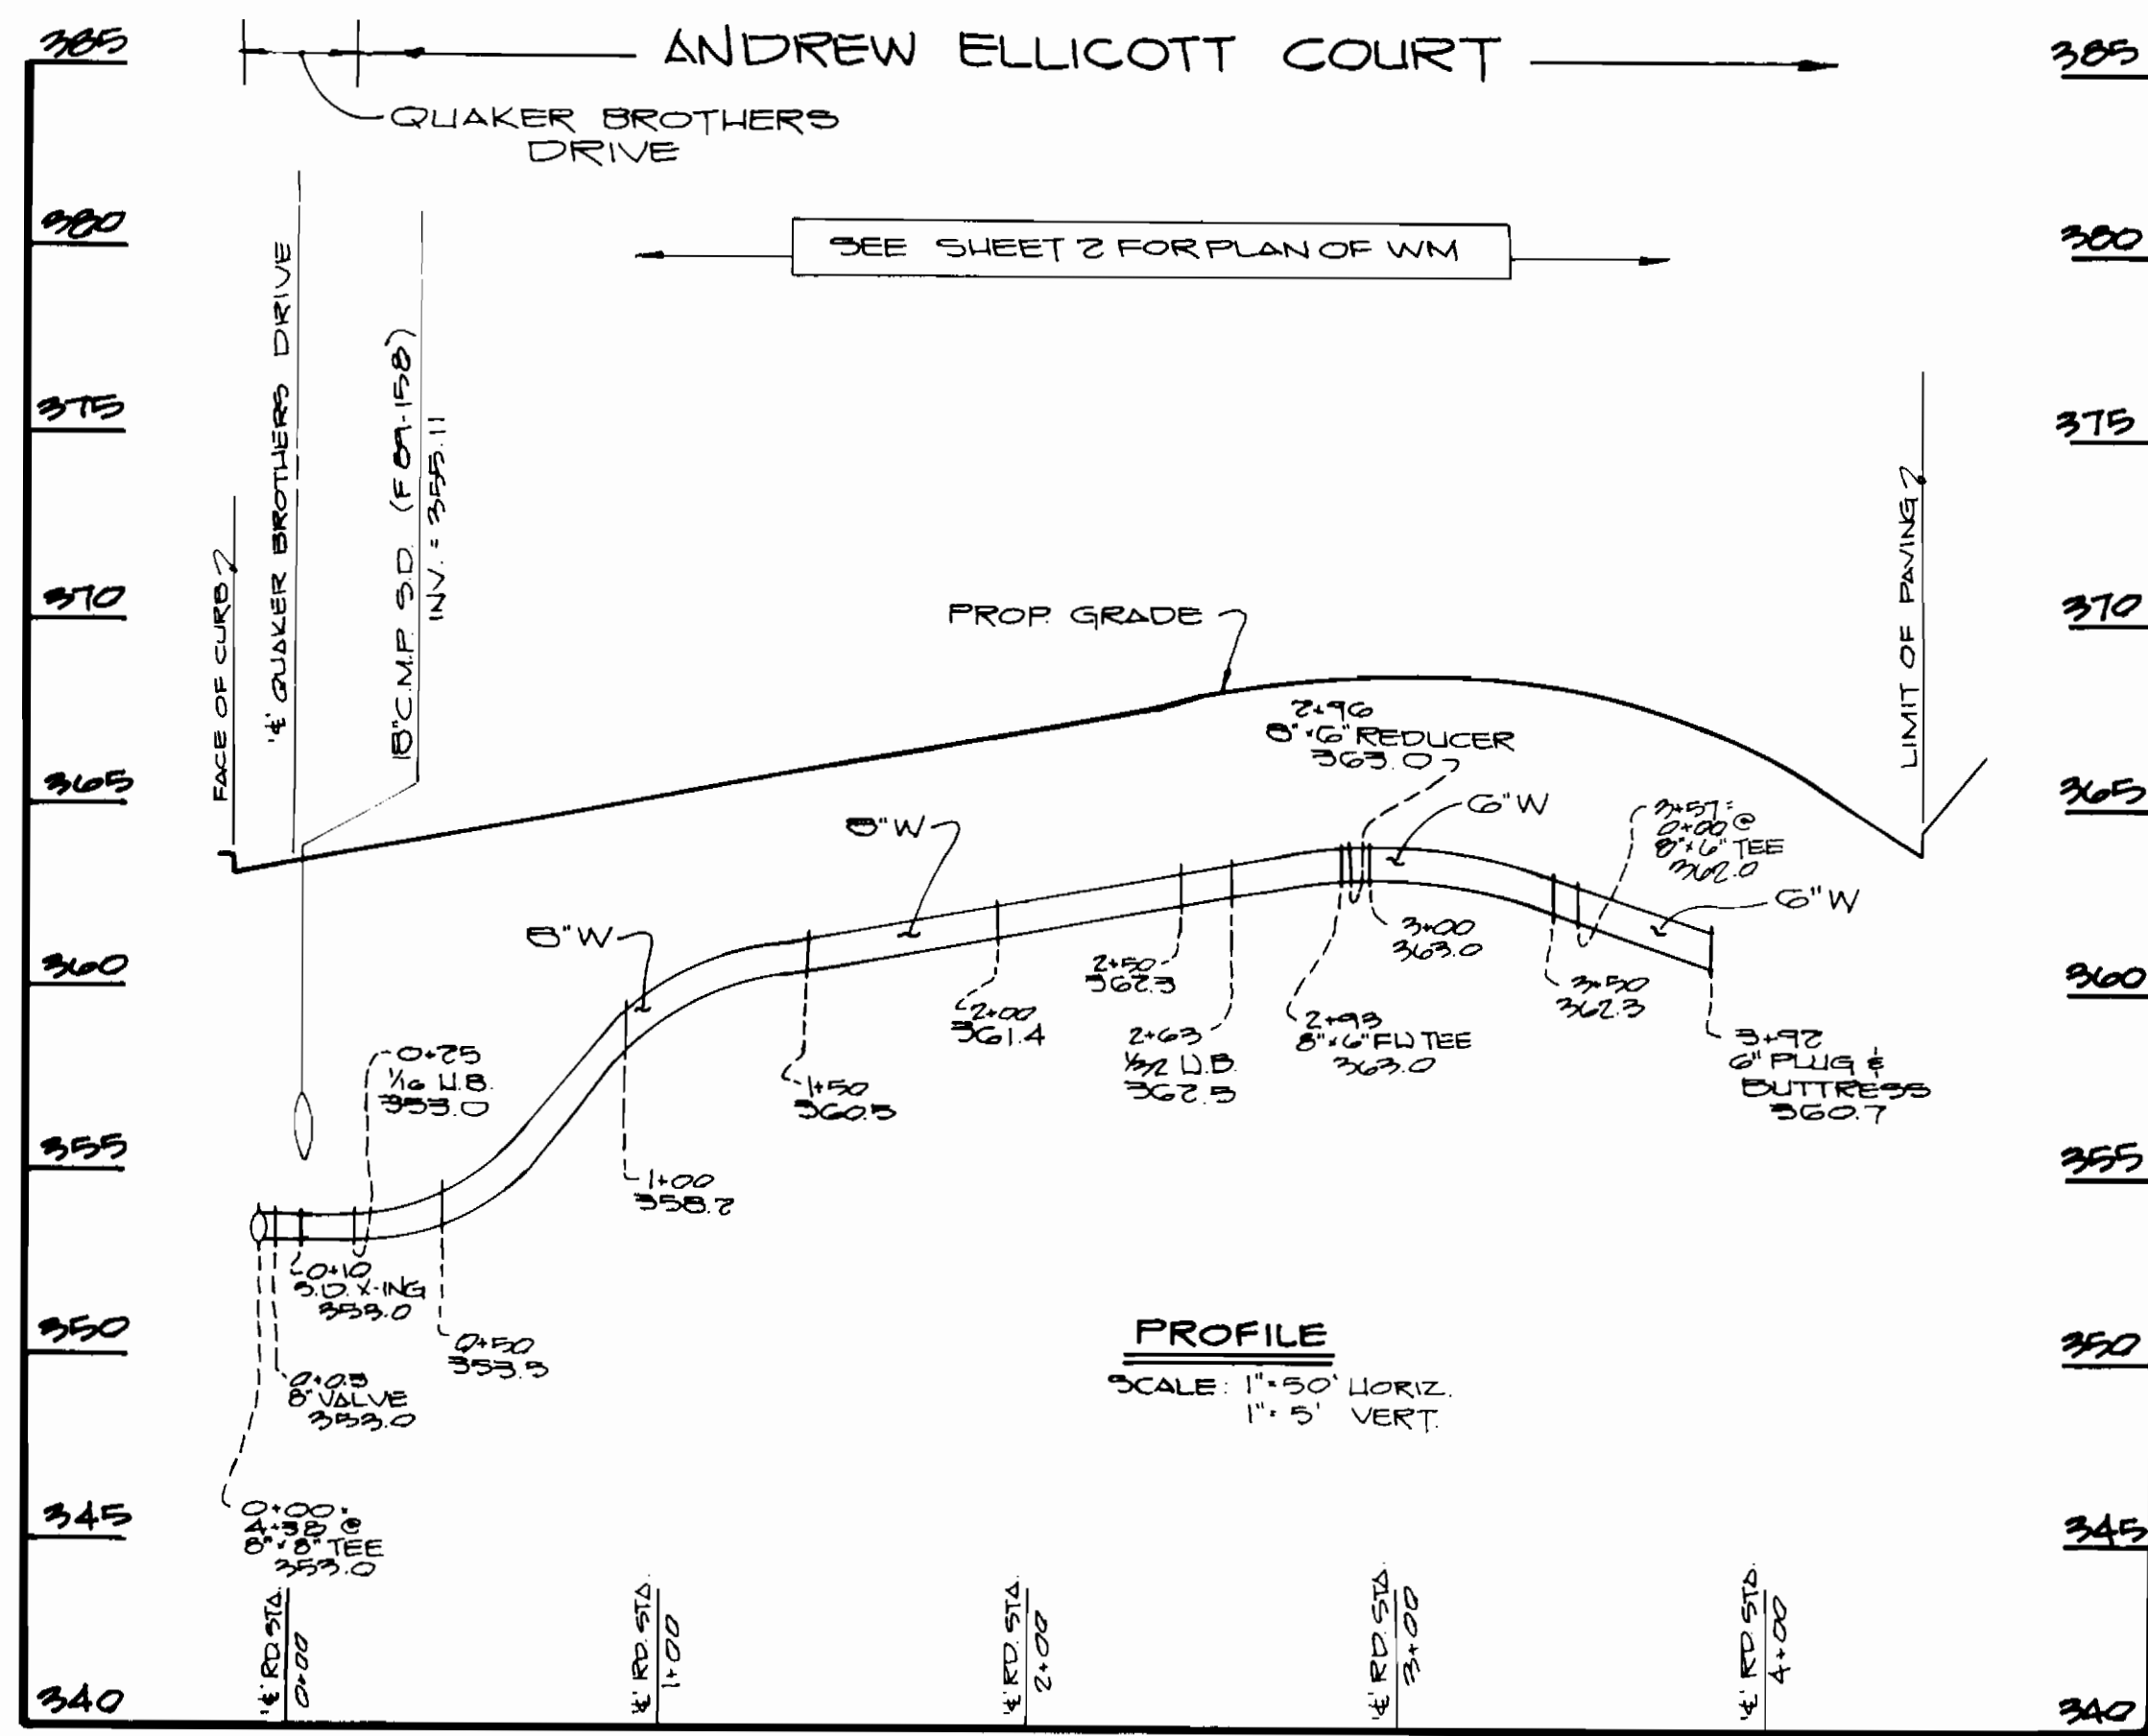 ANDREW ELLICOTT COURT
QUAKER BROTHERS
DRIVE
SEE SHEET 2 FOR PLAN OF WM
385
380
375
370
365
360
355
350
345
340
385
380
375
370
365
360
355
350
345
340
FACE OF CURB
℄ QUAKER BROTHERS DRIVE
18" C.M.P. S.D. (F 89-158)
INV. = 355.11
LIMIT OF PAVING
PROP. GRADE
2+96
8"x6" REDUCER
363.0
8"W
6"W
3+57=
0+00 @
8"x6" TEE
362.0
6"W
8"W
3+00
363.0
2+50
362.3
2+00
361.4
3+50
362.3
2+63
1/32 H.B.
362.5
2+93
8"x6" FH TEE
363.0
3+92
6" PLUG &
BUTTRESS
360.7
0+25
1/16 H.B.
353.0
1+50
360.5
1+00
358.2
0+10
S.D. X-ING
353.0
0+50
353.5
0+03
8" VALVE
353.0
0+00=
4+38 @
8"x8" TEE
353.0
PROFILE
SCALE: 1"=50' HORIZ.
1"=5' VERT.
℄ RD. STA.
0+00
℄ RD. STA.
1+00
℄ RD. STA.
2+00
℄ RD. STA.
3+00
℄ RD. STA.
4+00